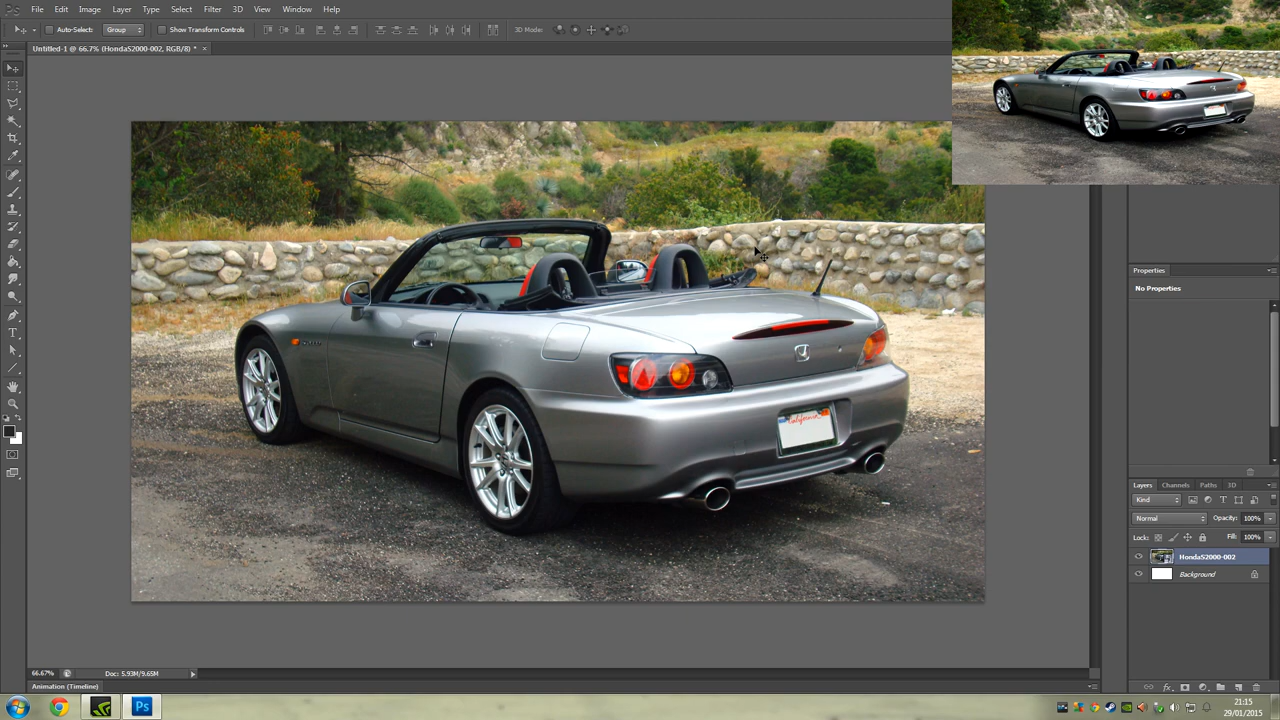 Ps File Edit Image Layer Type Select Filter 3D View Window Help
Auto-Select: Group Show Transform Controls 3D Mode:
Untitled-1 @ 66.7% (HondaS2000-002, RGB/8) * ×
California
Properties
No Properties
Layers Channels Paths 3D
Kind
Normal Opacity: 100%
Lock: Fill: 100%
HondaS2000-002
Background
66.67% Doc: 5.93M/9.65M
Animation (Timeline)
Ps
21:15
29/01/2015